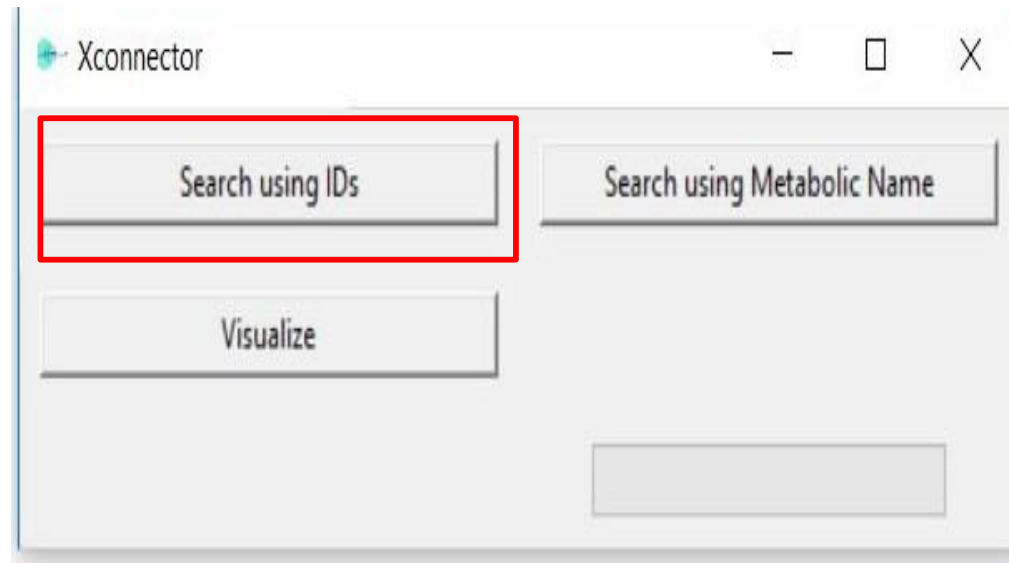 Xconnector
Search using IDs
Search using Metabolic Name
Visualize